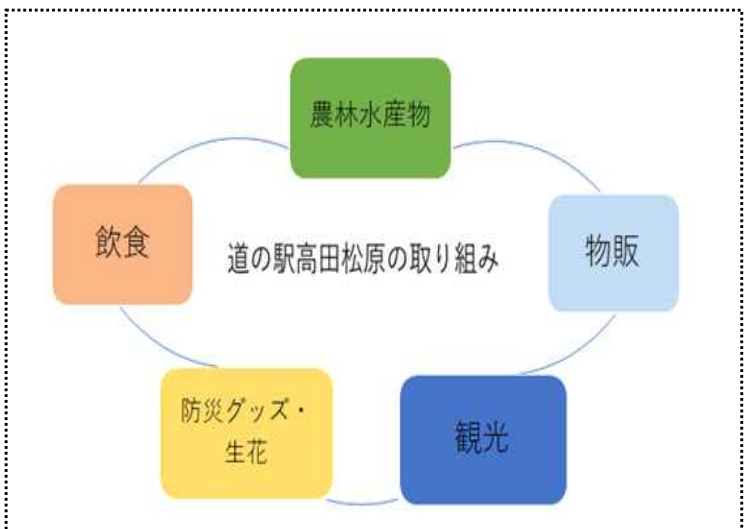 農林水産物
飲食
道の駅高田松原の取り組み
物販
防災グッズ・
生花
観光